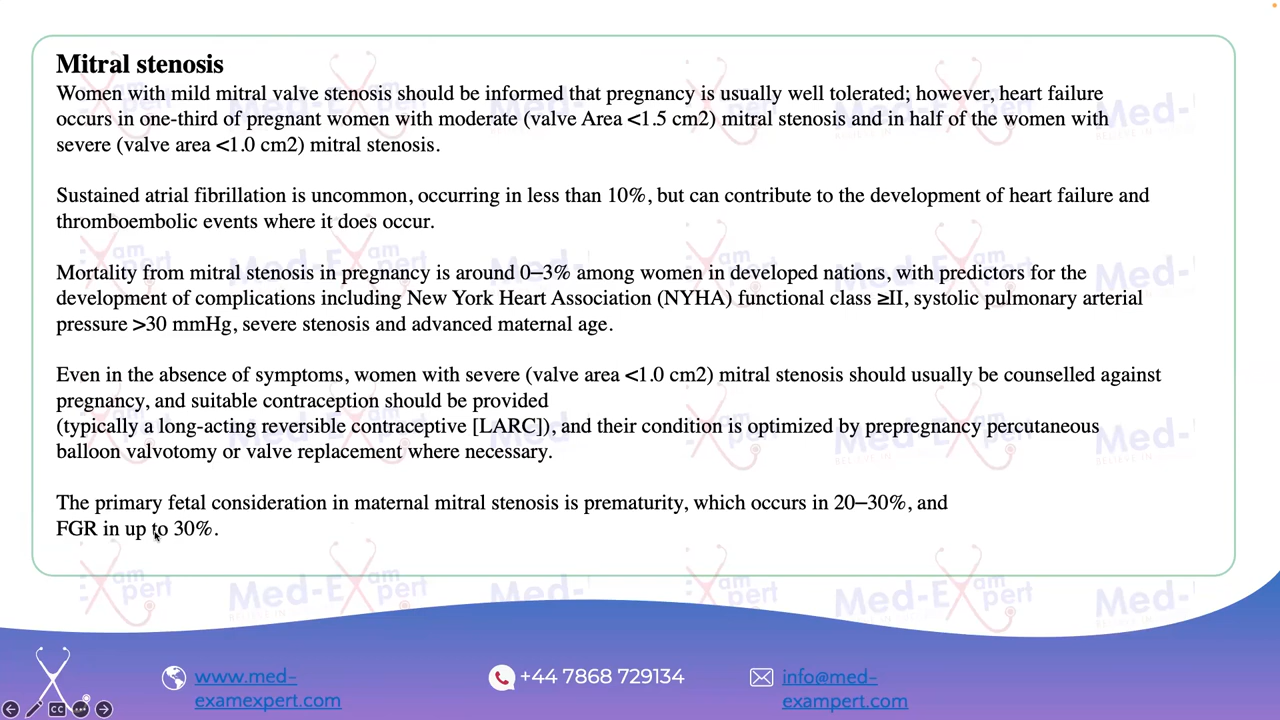 Mitral stenosis
Women with mild mitral valve stenosis should be informed that pregnancy is usually well tolerated; however, heart failure
occurs in one-third of pregnant women with moderate (valve Area <1.5 cm2) mitral stenosis and in half of the women with
severe (valve area <1.0 cm2) mitral stenosis.
Sustained atrial fibrillation is uncommon, occurring in less than 10%, but can contribute to the development of heart failure and
thromboembolic events where it does occur.
Mortality from mitral stenosis in pregnancy is around 0–3% among women in developed nations, with predictors for the
development of complications including New York Heart Association (NYHA) functional class ≥II, systolic pulmonary arterial
pressure >30 mmHg, severe stenosis and advanced maternal age.
Even in the absence of symptoms, women with severe (valve area <1.0 cm2) mitral stenosis should usually be counselled against
pregnancy, and suitable contraception should be provided
(typically a long-acting reversible contraceptive [LARC]), and their condition is optimized by prepregnancy percutaneous
balloon valvotomy or valve replacement where necessary.
The primary fetal consideration in maternal mitral stenosis is prematurity, which occurs in 20–30%, and
FGR in up to 30%.
www.med-
examexpert.com
+44 7868 729134
info@med-
exampert.com
CC